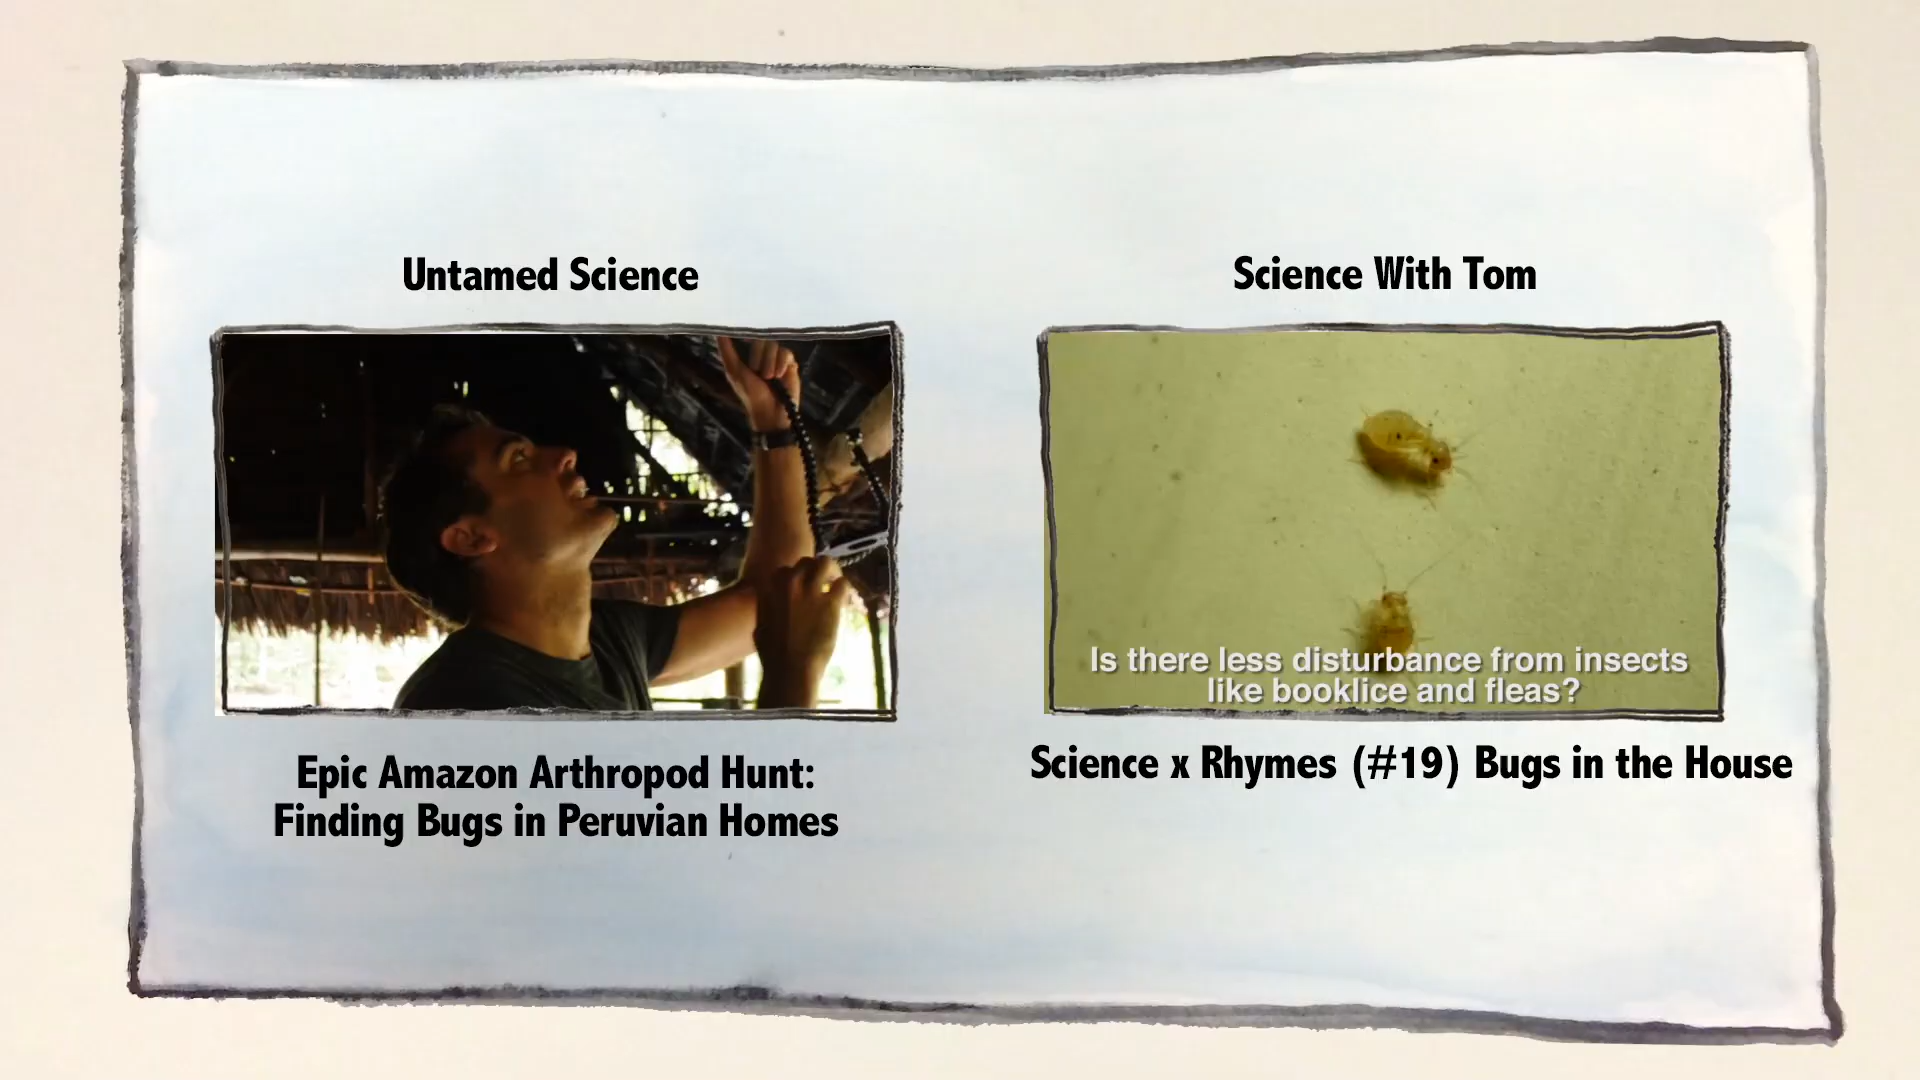 Untamed Science
Epic Amazon Arthropod Hunt:
Finding Bugs in Peruvian Homes
Science With Tom
Is there less disturbance from insects
like booklice and fleas?
Science x Rhymes (#19) Bugs in the House